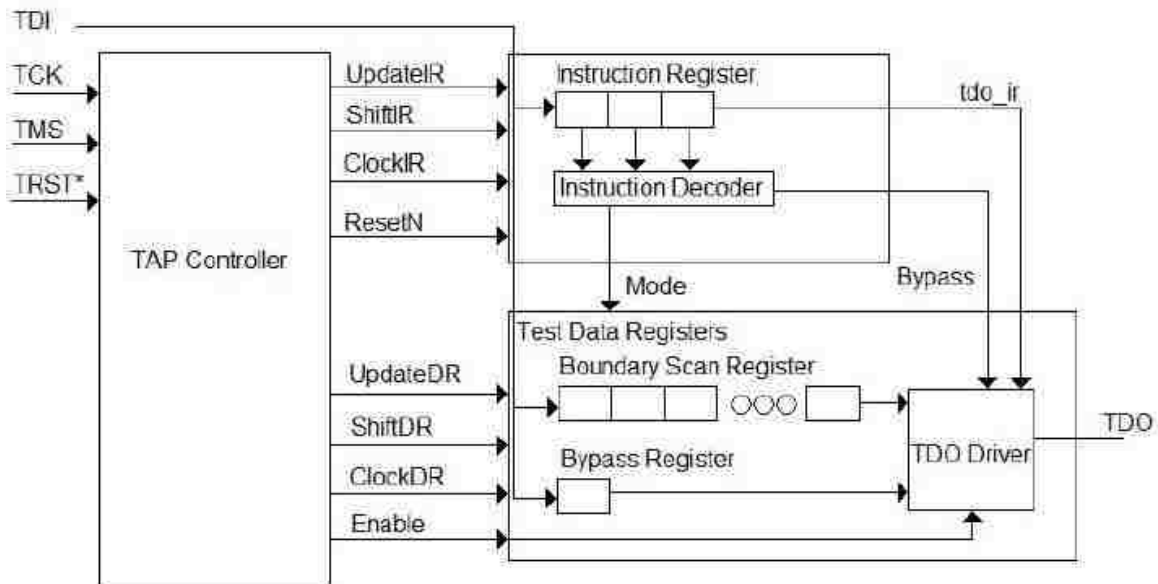 TDI
TCK
TMS
TRST*
TAP Controller
UpdateIR
ShiftIR
ClockIR
ResetN
Instruction Register
tdo_ir
Instruction Decoder
Mode
Bypass
UpdateDR
ShiftDR
ClockDR
Enable
Test Data Registers
Boundary Scan Register
Bypass Register
TDO Driver
TDO